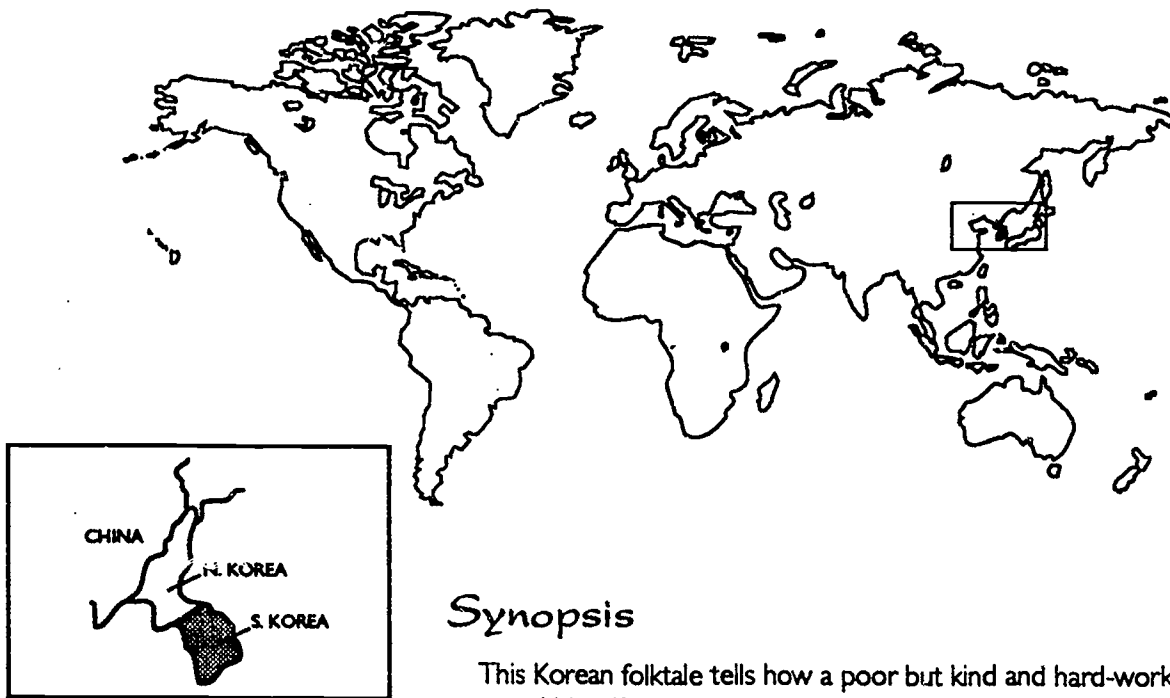 CHINA
N. KOREA
S. KOREA
Synopsis
This Korean folktale tells how a poor but kind and hard-work